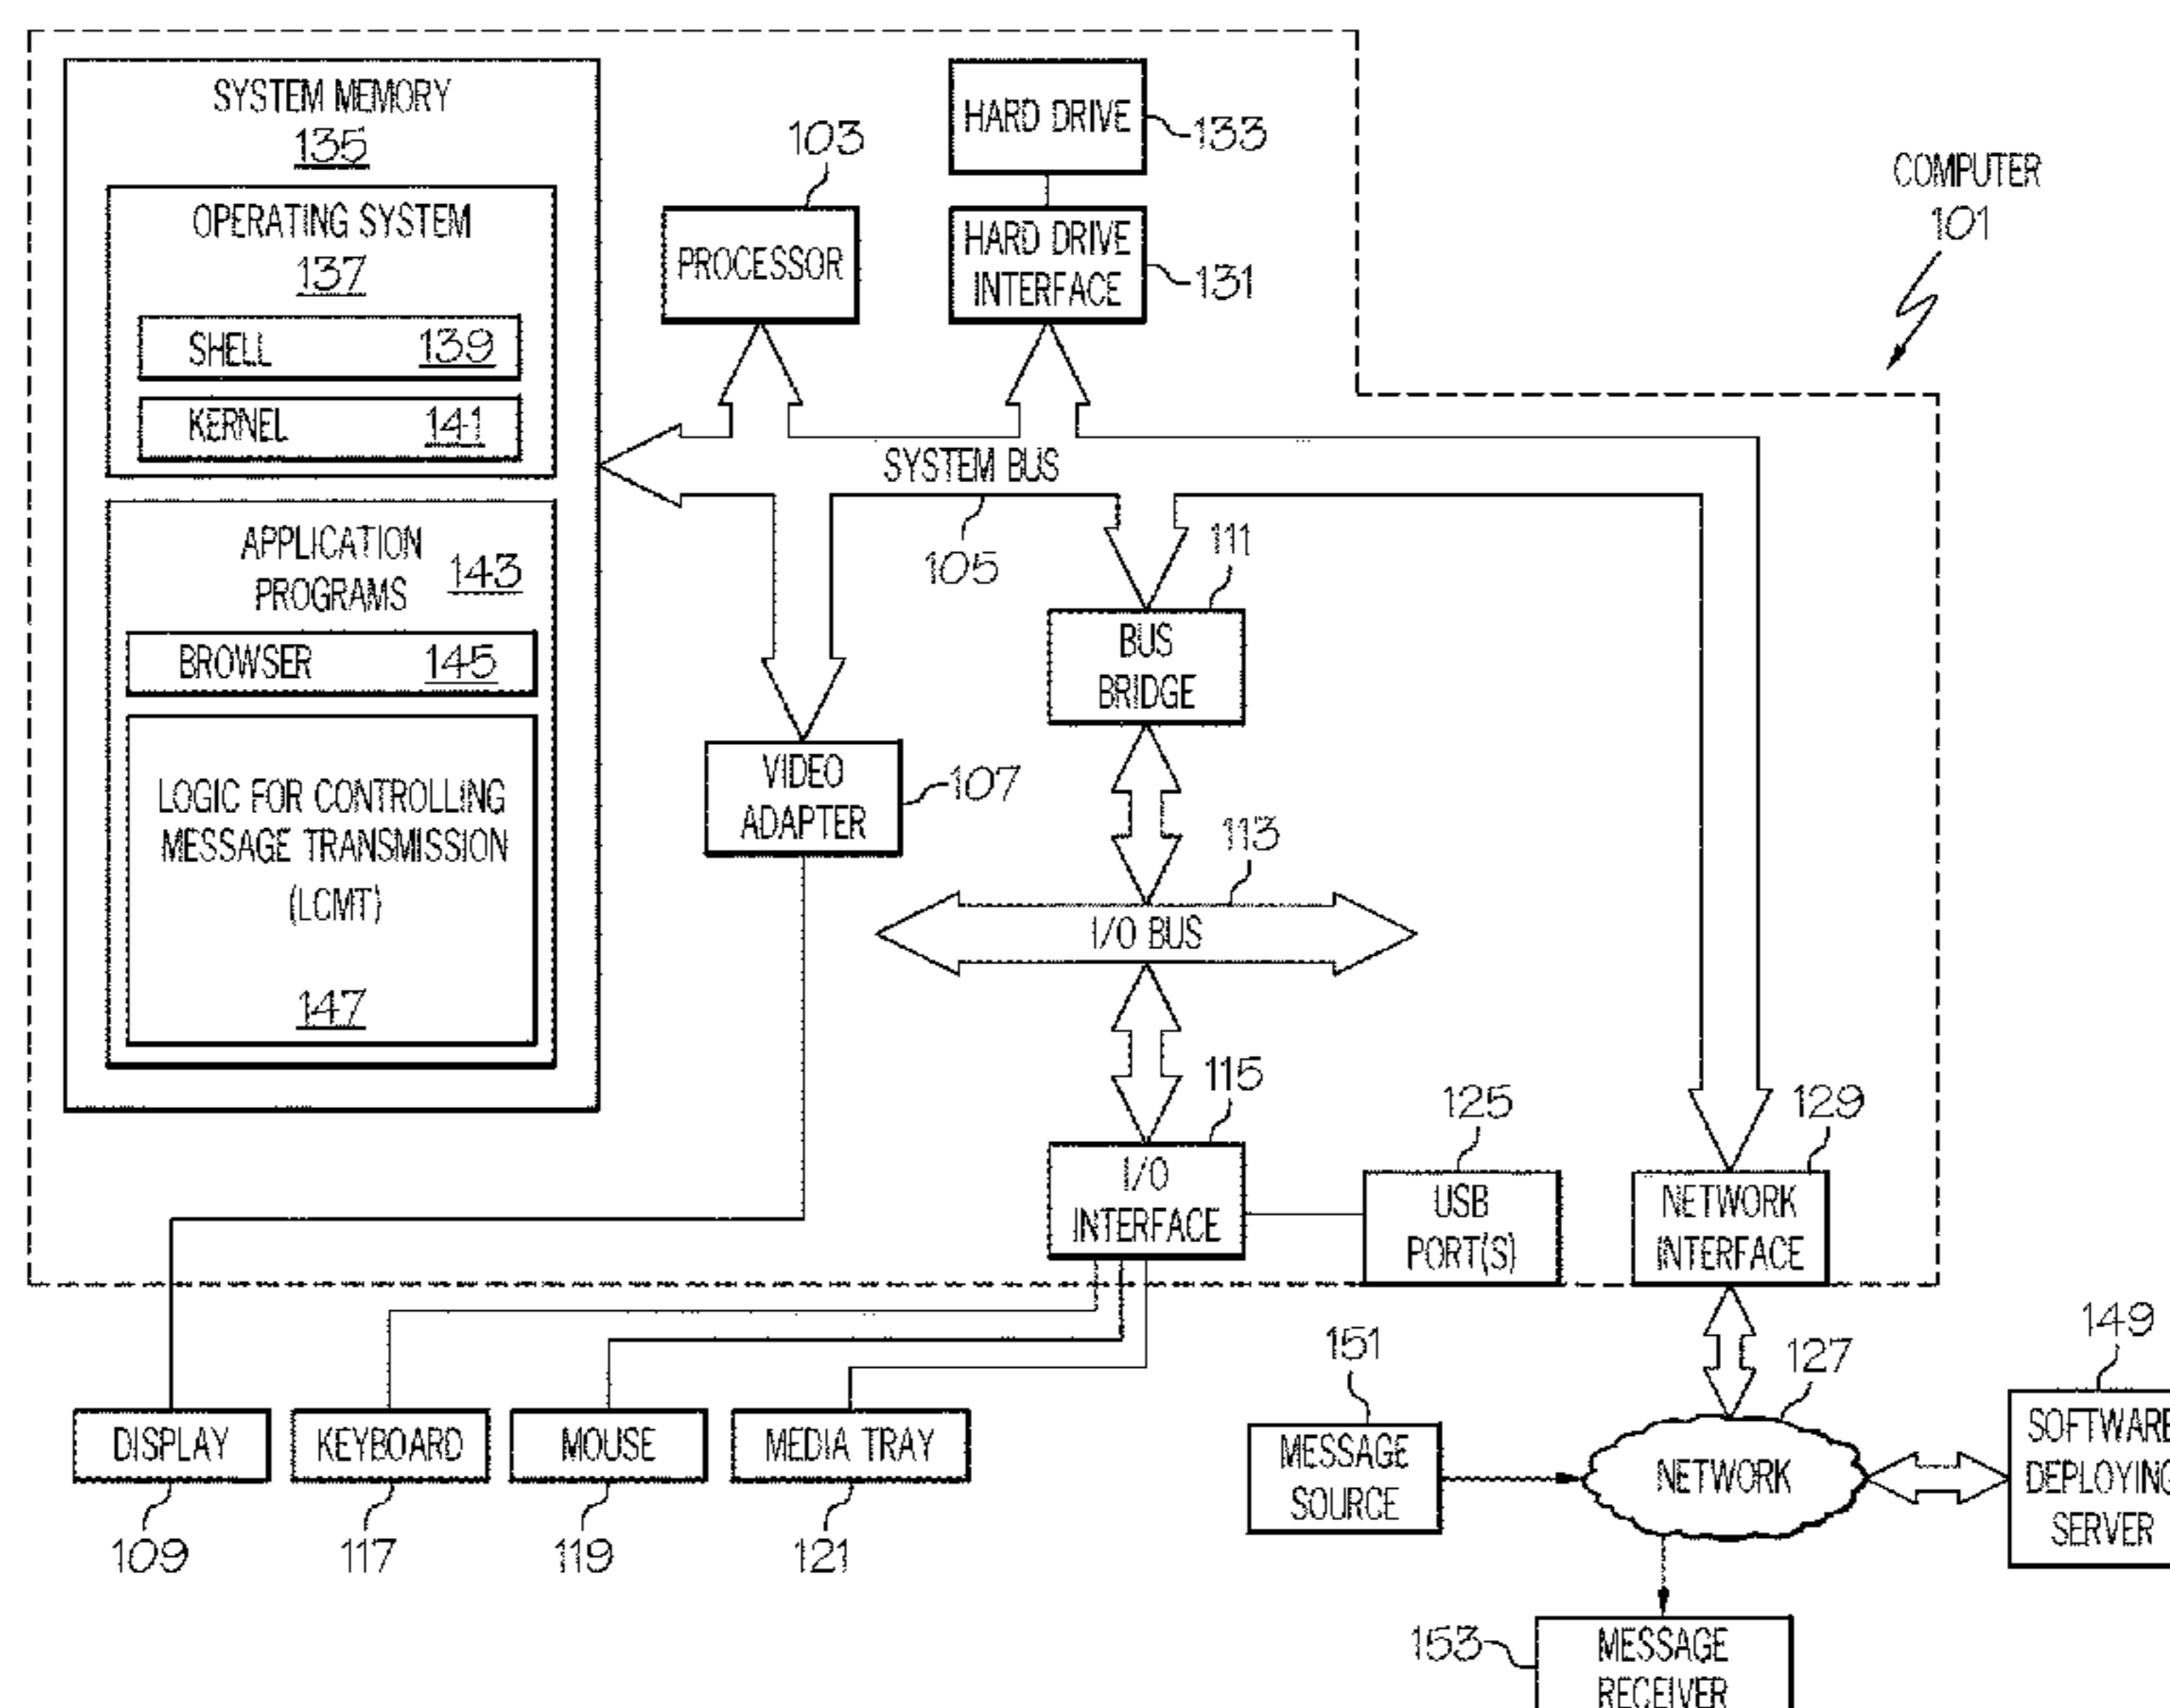 SYSTEM MEMORY
135
OPERATING SYSTEM
137
SHELL 139
KERNEL 141
APPLICATION
PROGRAMS
143
BROWSER 145
LOGIC FOR CONTROLLING
MESSAGE TRANSMISSION
(LCMT)
147
103
PROCESSOR
HARD DRIVE
133
HARD DRIVE
INTERFACE
131
COMPUTER
101
SYSTEM BUS
105
111
BUS
BRIDGE
VIDEO
ADAPTER
107
113
I/O BUS
115
I/O
INTERFACE
125
USB
PORT(S)
129
NETWORK
INTERFACE
DISPLAY
109
KEYBOARD
117
MOUSE
119
MEDIA TRAY
121
151
MESSAGE
SOURCE
127
NETWORK
149
SOFTWARE
DEPLOYING
SERVER
153
MESSAGE
RECEIVER